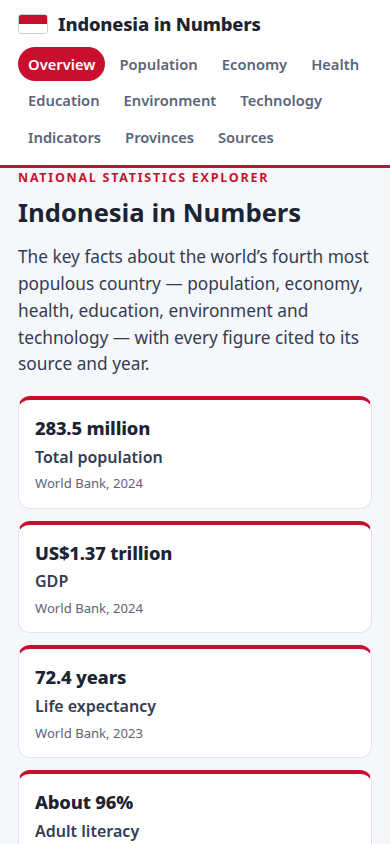 Indonesia in Numbers
Overview Population Economy Health
Education Environment Technology
Indicators Provinces Sources
NATIONAL STATISTICS EXPLORER
Indonesia in Numbers
The key facts about the world’s fourth most
populous country — population, economy,
health, education, environment and
technology — with every figure cited to its
source and year.
283.5 million
Total population
World Bank, 2024
US$1.37 trillion
GDP
World Bank, 2024
72.4 years
Life expectancy
World Bank, 2023
About 96%
Adult literacy